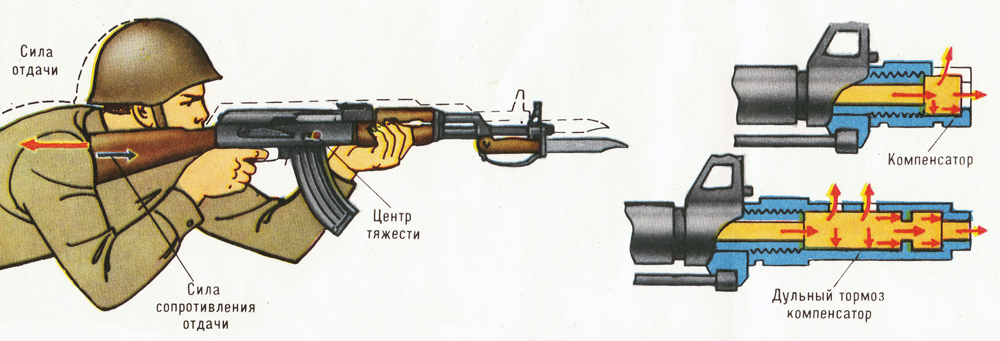 Сила
отдачи
Центр
тяжести
Сила
сопротивления
отдачи
Компенсатор
Дульный тормоз
компенсатор